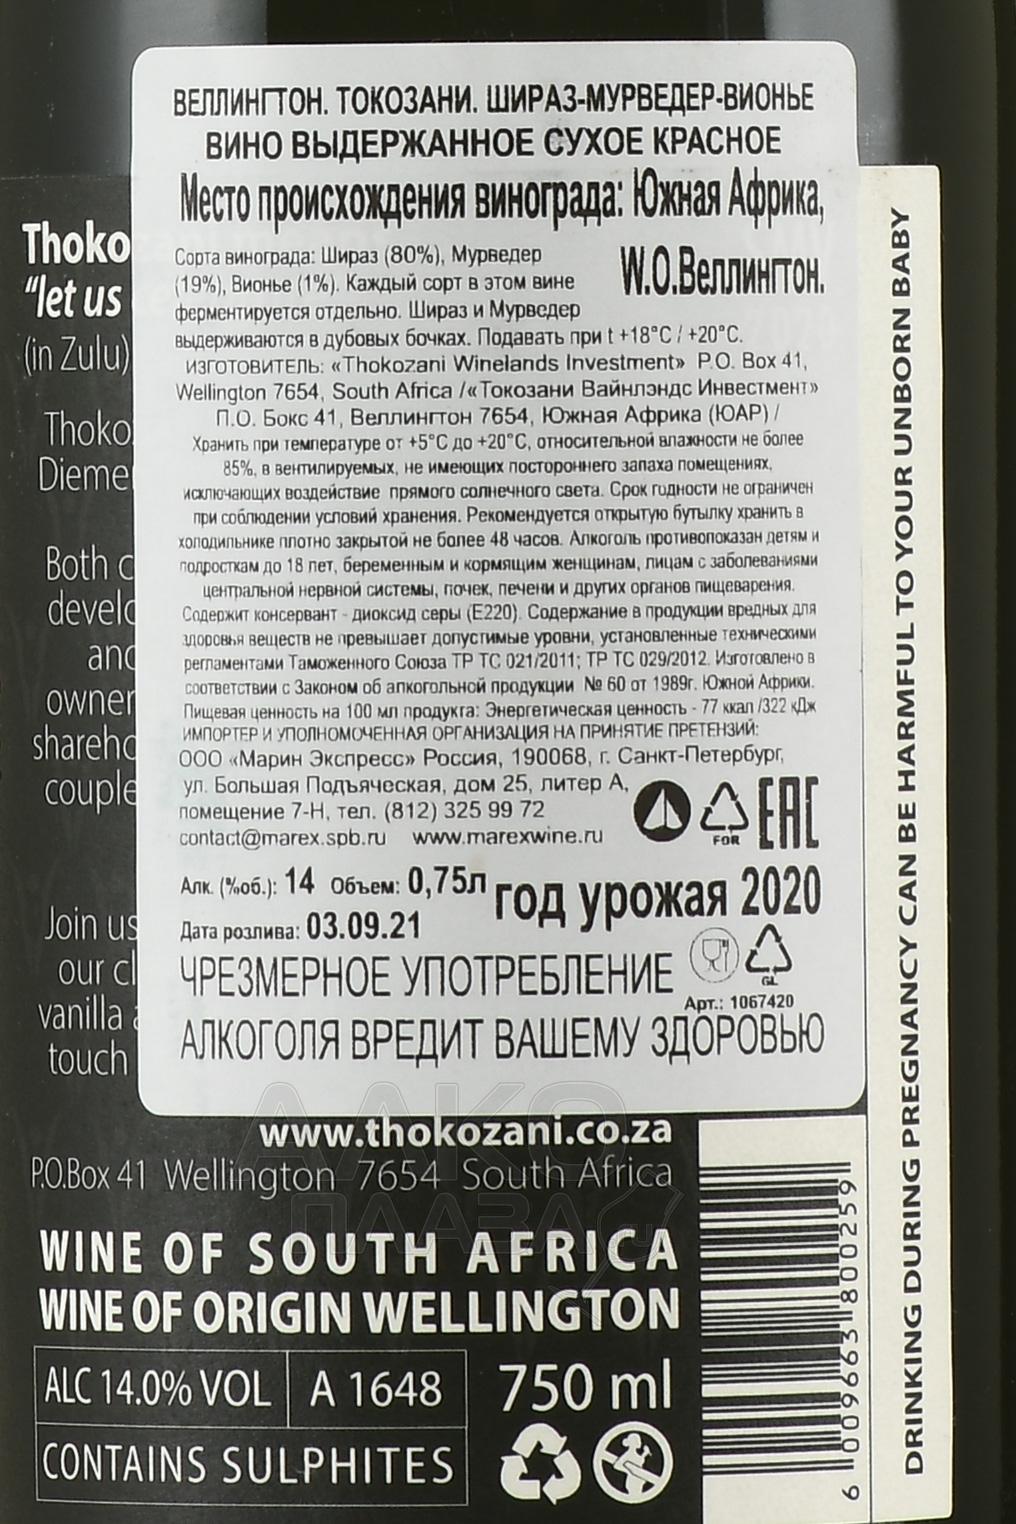 ВЕЛЛИНГТОН. ТОКОЗАНИ. ШИРАЗ-МУРВЕДЕР-ВИОНЬЕ
ВИНО ВЫДЕРЖАННОЕ СУХОЕ КРАСНОЕ
Место происхождения винограда: Южная Африка,
W.O.Веллингтон.
Сорта винограда: Шираз (80%), Мурведер
(19%), Вионье (1%). Каждый сорт в этом вине
ферментируется отдельно. Шираз и Мурведер
выдерживаются в дубовых бочках. Подавать при t +18°C / +20°C.
ИЗГОТОВИТЕЛЬ: «Thokozani Winelands Investment» P.O. Box 41,
Wellington 7654, South Africa /«Токозани Вайнлэндс Инвестмент»
П.О. Бокс 41, Веллингтон 7654, Южная Африка (ЮАР) /
Хранить при температуре от +5°C до +20°C, относительной влажности не более
85%, в вентилируемых, не имеющих постороннего запаха помещениях,
исключающих воздействие прямого солнечного света. Срок годности не ограничен
при соблюдении условий хранения. Рекомендуется открытую бутылку хранить в
холодильнике плотно закрытой не более 48 часов. Алкоголь противопоказан детям и
подросткам до 18 лет, беременным и кормящим женщинам, лицам с заболеваниями
центральной нервной системы, почек, печени и других органов пищеварения.
Содержит консервант - диоксид серы (Е220). Содержание в продукции вредных для
здоровья веществ не превышает допустимые уровни, установленные техническими
регламентами Таможенного Союза ТР ТС 021/2011; ТР ТС 029/2012. Изготовлено в
соответствии с Законом об алкогольной продукции № 60 от 1989г. Южной Африки.
Пищевая ценность на 100 мл продукта: Энергетическая ценность - 77 ккал /322 кДж
ИМПОРТЕР И УПОЛНОМОЧЕННАЯ ОРГАНИЗАЦИЯ НА ПРИНЯТИЕ ПРЕТЕНЗИЙ:
ООО «Марин Экспресс» Россия, 190068, г. Санкт-Петербург,
ул. Большая Подъяческая, дом 25, литер А,
помещение 7-Н, тел. (812) 325 99 72
contact@marex.spb.ru www.marexwine.ru
FOR
EAC
Алк. (%об.): 14 Объем: 0,75л
год урожая 2020
Дата розлива: 03.09.21
GL
Арт.: 1067420
ЧРЕЗМЕРНОЕ УПОТРЕБЛЕНИЕ
АЛКОГОЛЯ ВРЕДИТ ВАШЕМУ ЗДОРОВЬЮ
Thoko
"let us
(in Zulu)
Thoko
Dieme
Both c
develo
and
owner
shareho
couple
Join us
our cl
vanilla a
touch
www.thokozani.co.za
P.O.Box 41 Wellington 7654 South Africa
WINE OF SOUTH AFRICA
WINE OF ORIGIN WELLINGTON
ALC 14.0% VOL
A 1648
750 ml
CONTAINS SULPHITES
6 009663 800259
DRINKING DURING PREGNANCY CAN BE HARMFUL TO YOUR UNBORN BABY
АЛКО
ПЛАЗА